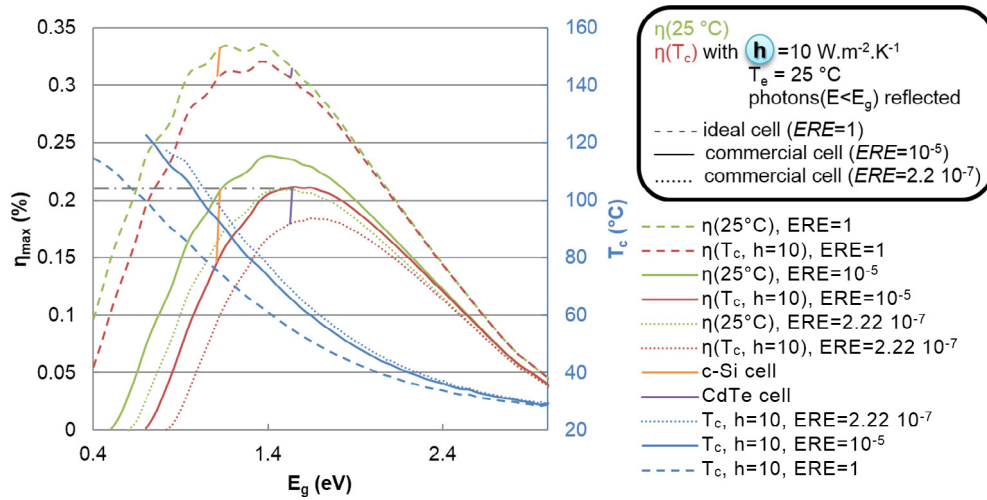 0.35
0.3
0.25
0.2
0.15
0.1
0.05
0
ηmax (%)
0.4
1.4
2.4
Eg (eV)
160
140
120
100
80
60
40
20
Tc (°C)
η(25 °C)
η(Tc) with h =10 W.m-2.K-1
Te = 25 °C
photons(E<Eg) reflected
ideal cell (ERE=1)
commercial cell (ERE=10-5)
commercial cell (ERE=2.2 10-7)
η(25°C), ERE=1
η(Tc, h=10), ERE=1
η(25°C), ERE=10-5
η(Tc, h=10), ERE=10-5
η(25°C), ERE=2.22 10-7
η(Tc, h=10), ERE=2.22 10-7
c-Si cell
CdTe cell
Tc, h=10, ERE=2.22 10-7
Tc, h=10, ERE=10-5
Tc, h=10, ERE=1